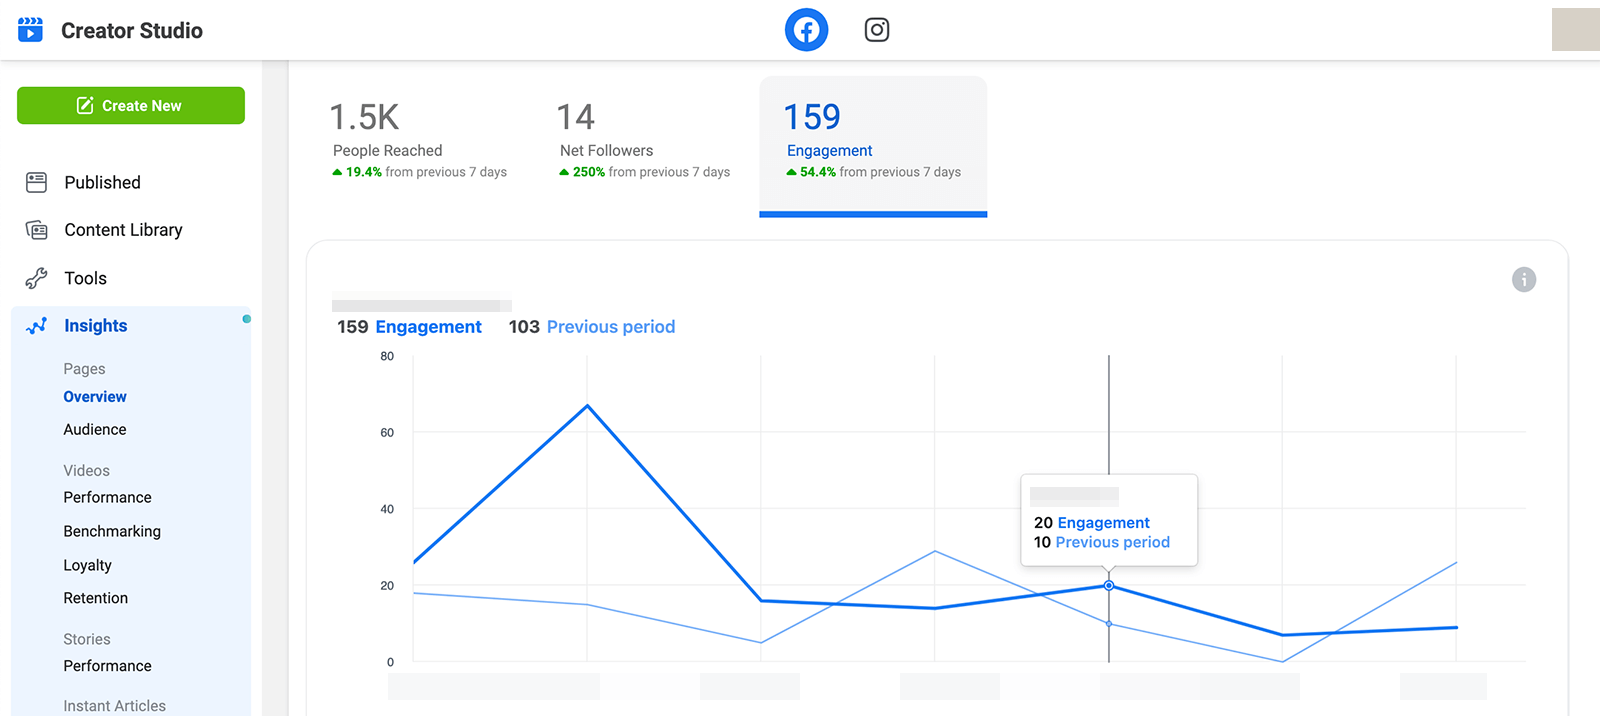 Creator Studio
Create New
Published
Content Library
Tools
Insights
Pages
Overview
Audience
Videos
Performance
Benchmarking
Loyalty
Retention
Stories
Performance
Instant Articles
1.5K
People Reached
19.4% from previous 7 days
14
Net Followers
250% from previous 7 days
159
Engagement
54.4% from previous 7 days
159 Engagement 103 Previous period
80
60
40
20
0
20 Engagement
10 Previous period